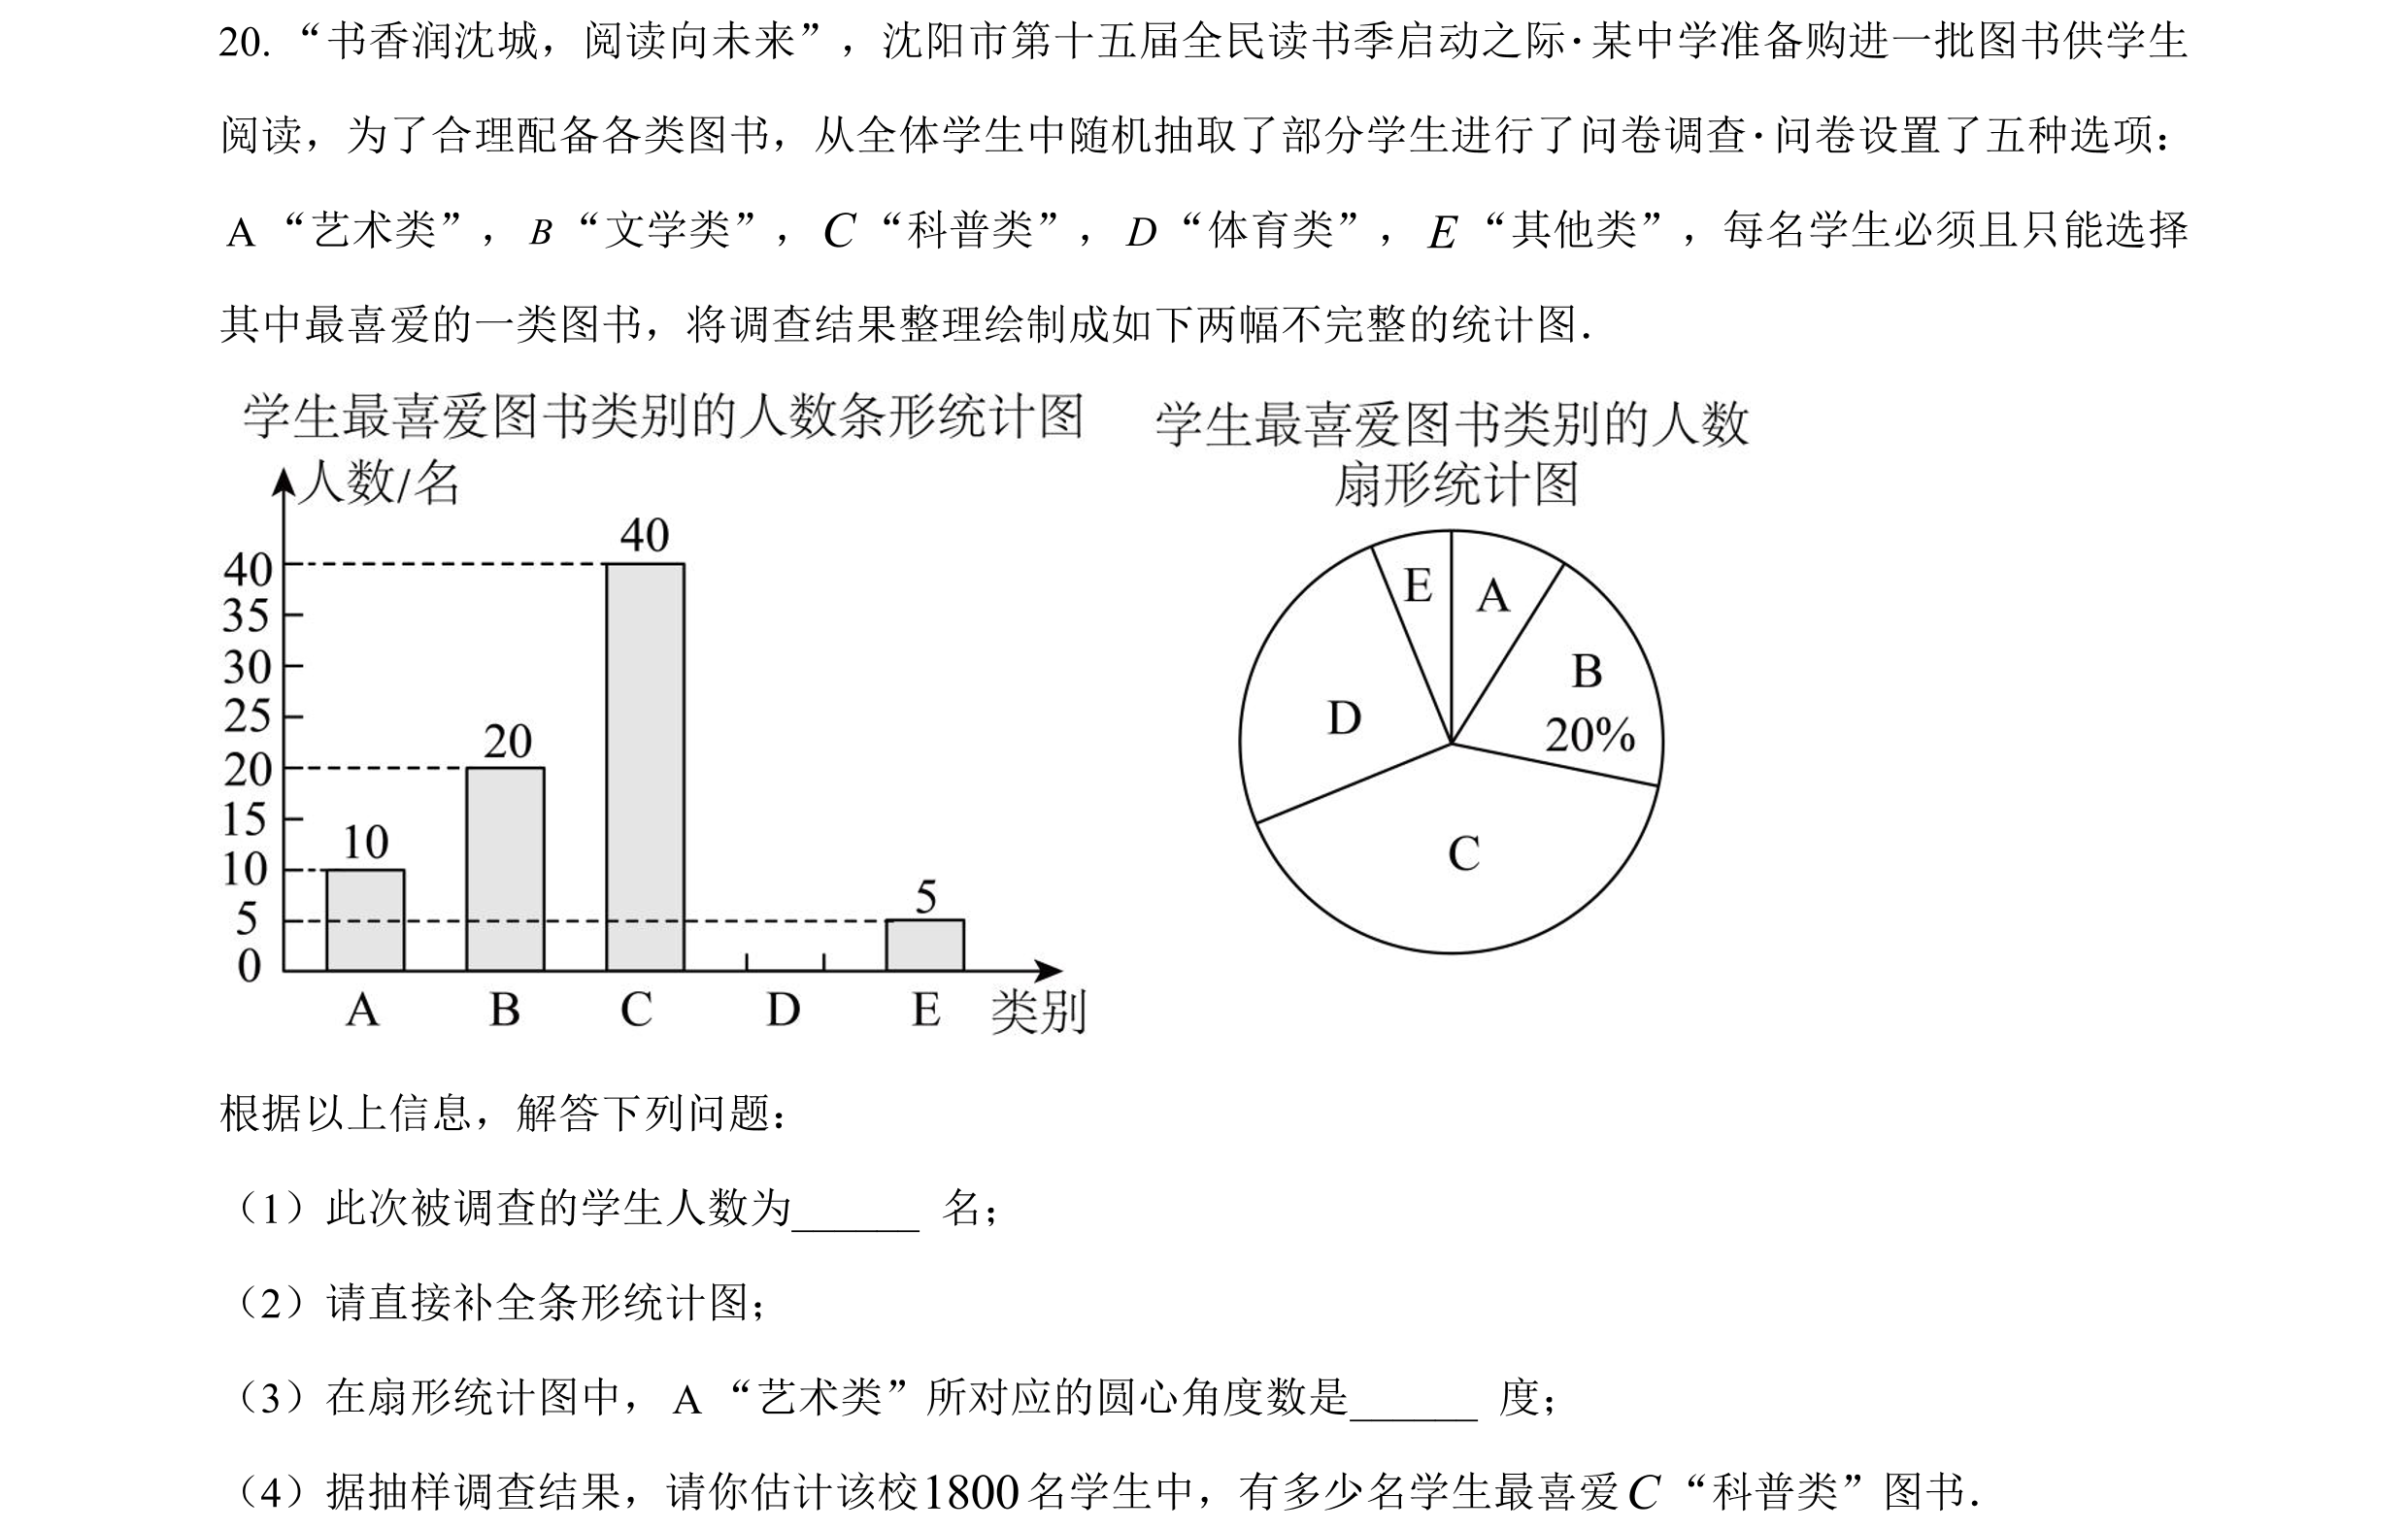 20. “书香润沈城，阅读向未来”，沈阳市第十五届全民读书季启动之际·某中学准备购进一批图书供学生
阅读，为了合理配备各类图书，从全体学生中随机抽取了部分学生进行了问卷调查·问卷设置了五种选项：
A “艺术类”，B “文学类”，C “科普类”，D “体育类”，E “其他类”，每名学生必须且只能选择
其中最喜爱的一类图书，将调查结果整理绘制成如下两幅不完整的统计图．
学生最喜爱图书类别的人数条形统计图
人数/名
40
35
30
25
20
15
10
5
0
10
20
40
5
A B C D E 类别
学生最喜爱图书类别的人数
扇形统计图
E
A
B
20%
D
C
根据以上信息，解答下列问题：
（1）此次被调查的学生人数为______ 名；
（2）请直接补全条形统计图；
（3）在扇形统计图中， A “艺术类”所对应的圆心角度数是______ 度；
（4）据抽样调查结果，请你估计该校1800名学生中，有多少名学生最喜爱C “科普类”图书．